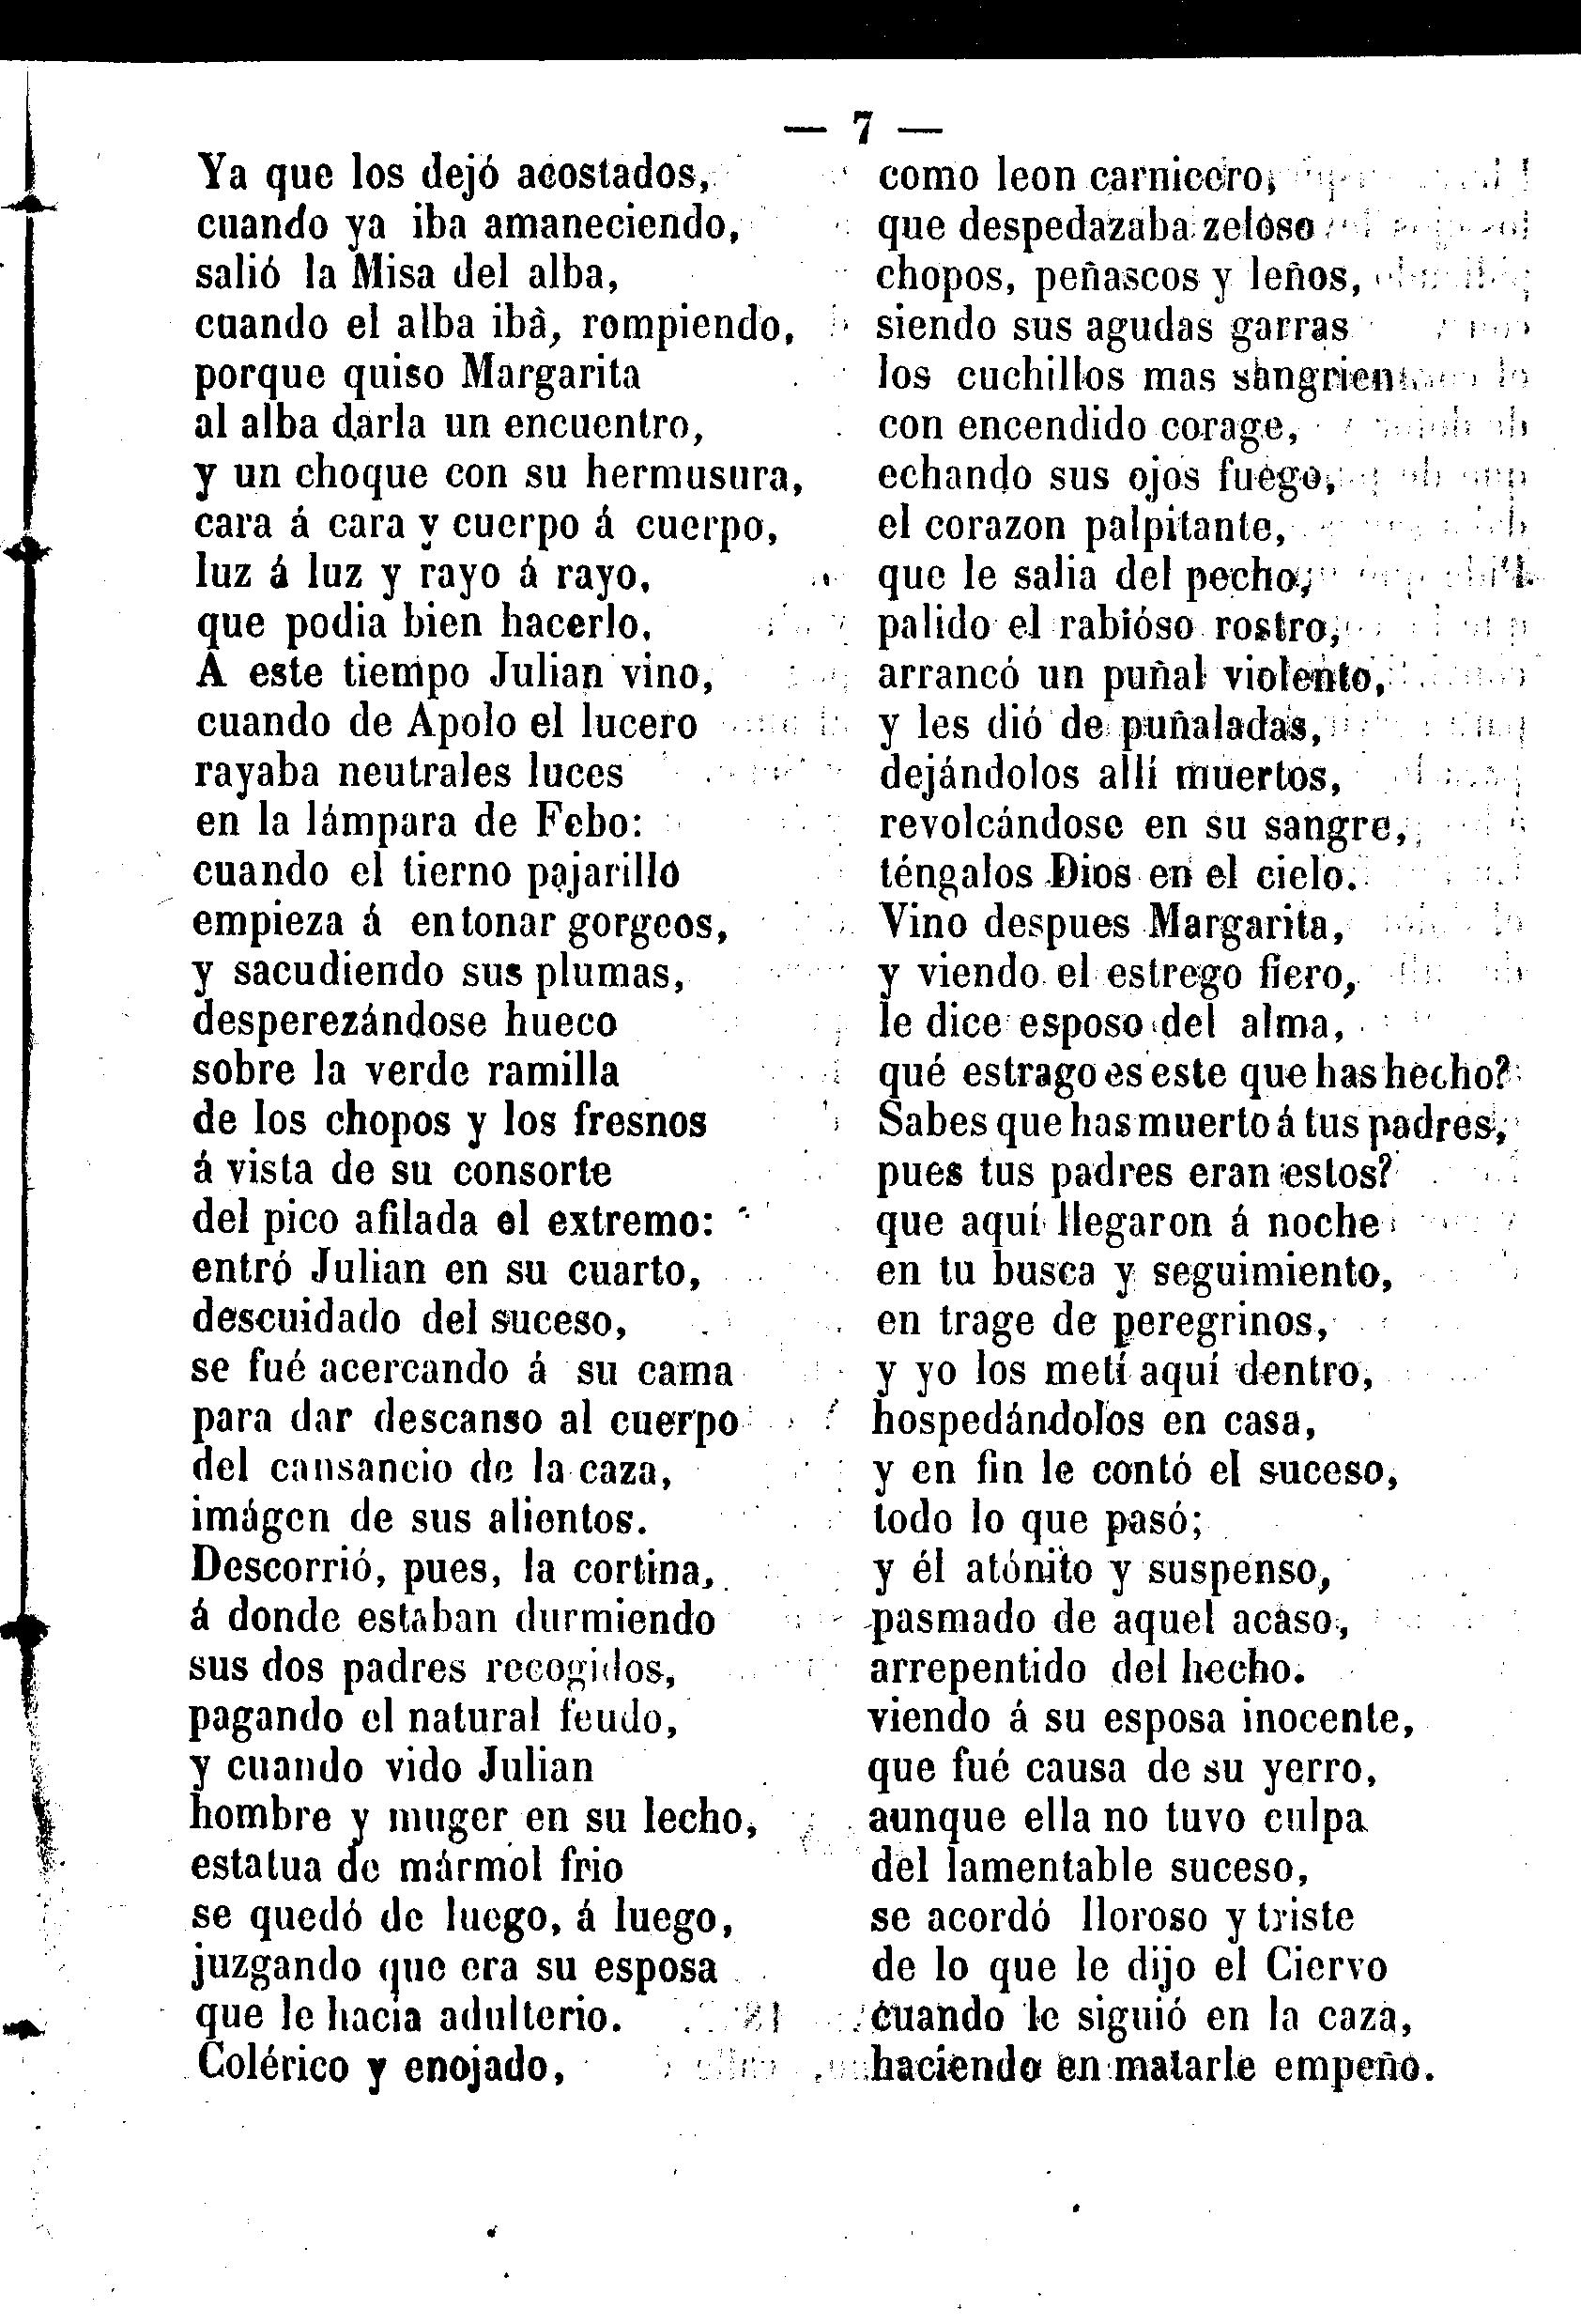 — 7 —
Ya que los dejó acostados,
cuando ya iba amaneciendo,
salió la Misa del alba,
cuando el alba iba, rompiendo,
porque quiso Margarita
al alba darla un encuentro,
y un choque con su hermusura,
cara á cara y cuerpo á cuerpo,
luz á luz y rayo á rayo,
que podia bien hacerlo.
A este tiempo Julian vino,
cuando de Apolo el lucero
rayaba neutrales luces
en la lámpara de Febo:
cuando el tierno pajarillo
empieza á entonar gorgeos,
y sacudiendo sus plumas,
desperezándose hueco
sobre la verde ramilla
de los chopos y los fresnos
á vista de su consorte
del pico afilada el extremo:
entró Julian en su cuarto,
descuidado del suceso,
se fué acercando á su cama
para dar descanso al cuerpo
del cansancio de la caza,
imágen de sus alientos.
Descorrió, pues, la cortina,
á donde estaban durmiendo
sus dos padres recogidos,
pagando el natural feudo,
y cuando vido Julian
hombre y muger en su lecho,
estatua de mármol frio
se quedó de luego, á luego,
juzgando que era su esposa
que le hacia adulterio.
Colérico y enojado,
como leon carnicero,
que despedazaba zeloso
chopos, peñascos y leños,
siendo sus agudas garras
los cuchillos mas sangrien
con encendido corage,
echando sus ojos fuego,
el corazon palpitante,
que le salia del pecho,
palido el rabióso rostro,
arrancó un puñal violento,
y les dió de puñaladas,
dejándolos allí muertos,
revolcándose en su sangre,
téngalos Dios en el cielo.
Vino despues Margarita,
y viendo el estrego fiero,
le dice esposo del alma,
qué estrago es este que has hecho?
Sabes que has muerto á tus padres,
pues tus padres eran estos?
que aquí llegaron á noche
en tu busca y seguimiento,
en trage de peregrinos,
y yo los metí aquí dentro,
hospedándolos en casa,
y en fin le contó el suceso,
todo lo que pasó;
y él atónito y suspenso,
pasmado de aquel acaso,
arrepentido del hecho.
viendo á su esposa inocente,
que fué causa de su yerro,
aunque ella no tuvo culpa
del lamentable suceso,
se acordó lloroso y triste
de lo que le dijo el Ciervo
cuando le siguió en la caza,
haciendo en matarle empeño.